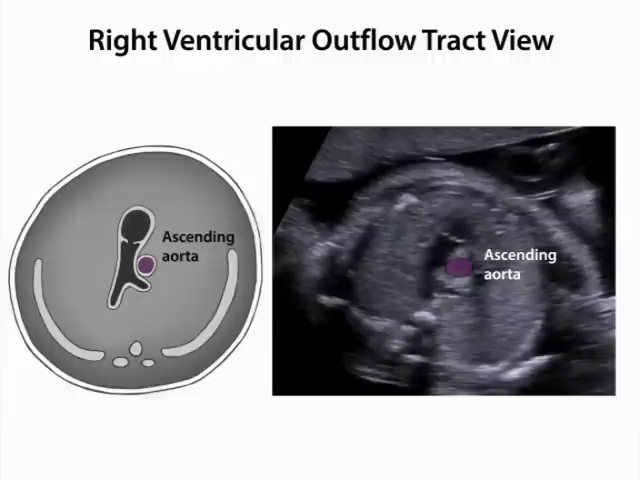 Right Ventricular Outflow Tract View
Ascending
aorta
Ascending
aorta